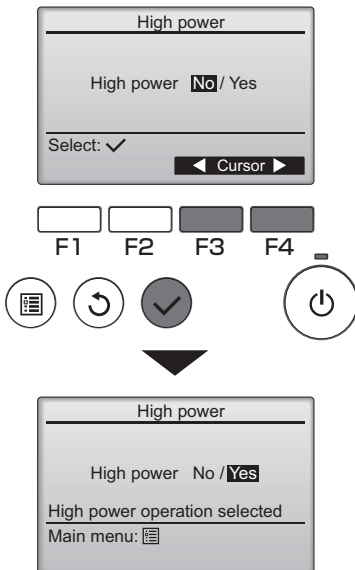 High power
High power No / Yes
Select: ✓
◀ Cursor ▶
F1 F2 F3 F4
High power
High power No / Yes
High power operation selected
Main menu: